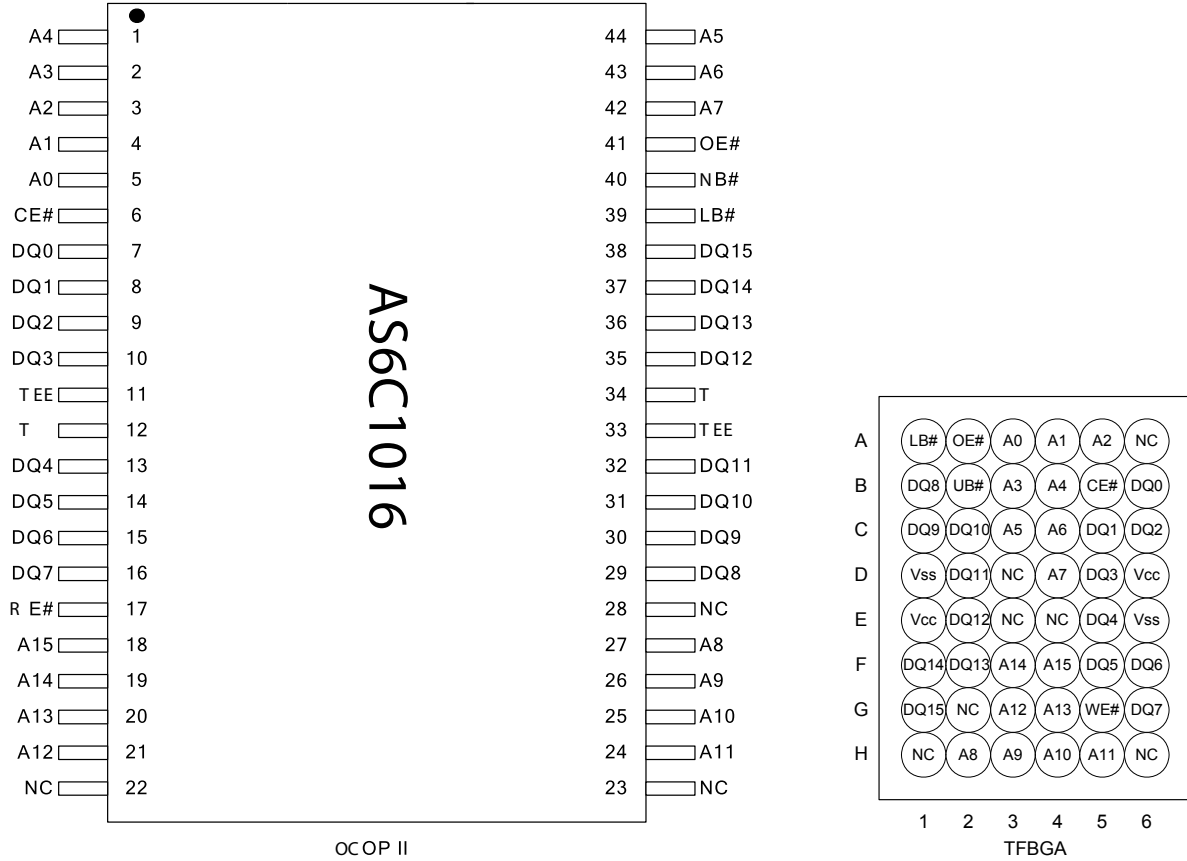 A4 1 44 A5
A3 2 43 A6
A2 3 42 A7
A1 4 41 OE#
A0 5 40 NB#
CE# 6 39 LB#
DQ0 7 38 DQ15
DQ1 8 37 DQ14
DQ2 9 36 DQ13
DQ3 10 35 DQ12
TEE 11 34 T
T 12 33 TEE
DQ4 13 32 DQ11
DQ5 14 31 DQ10
DQ6 15 30 DQ9
DQ7 16 29 DQ8
R E# 17 28 NC
A15 18 27 A8
A14 19 26 A9
A13 20 25 A10
A12 21 24 A11
NC 22 23 NC
AS6C1016
OCOP II
A LB# OE# A0 A1 A2 NC
B DQ8 UB# A3 A4 CE# DQ0
C DQ9 DQ10 A5 A6 DQ1 DQ2
D Vss DQ11 NC A7 DQ3 Vcc
E Vcc DQ12 NC NC DQ4 Vss
F DQ14 DQ13 A14 A15 DQ5 DQ6
G DQ15 NC A12 A13 WE# DQ7
H NC A8 A9 A10 A11 NC
1 2 3 4 5 6
TFBGA